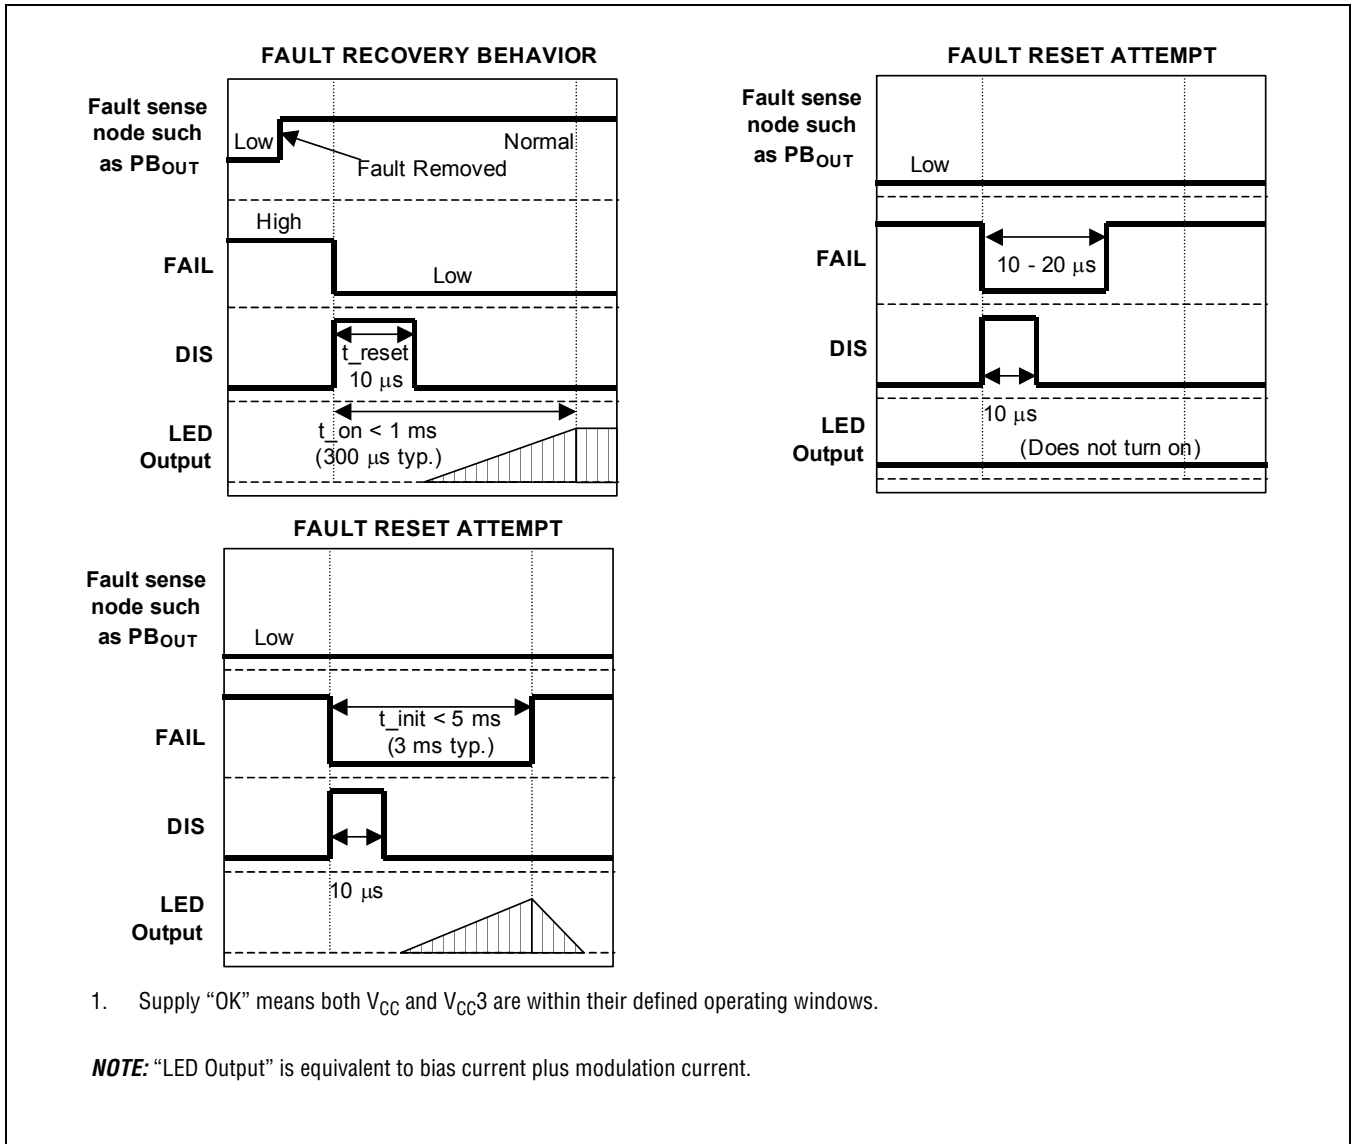 FAULT RECOVERY BEHAVIOR
Fault sense
node such
as PBOUT
Low
Normal
Fault Removed
High
FAIL
Low
DIS
t_reset
10 μs
LED
Output
t_on < 1 ms
(300 μs typ.)
FAULT RESET ATTEMPT
Fault sense
node such
as PBOUT
Low
FAIL
10 - 20 μs
DIS
10 μs
LED
Output
(Does not turn on)
FAULT RESET ATTEMPT
Fault sense
node such
as PBOUT
Low
FAIL
t_init < 5 ms
(3 ms typ.)
DIS
10 μs
LED
Output
1. Supply “OK” means both VCC and VCC3 are within their defined operating windows.
NOTE: “LED Output” is equivalent to bias current plus modulation current.